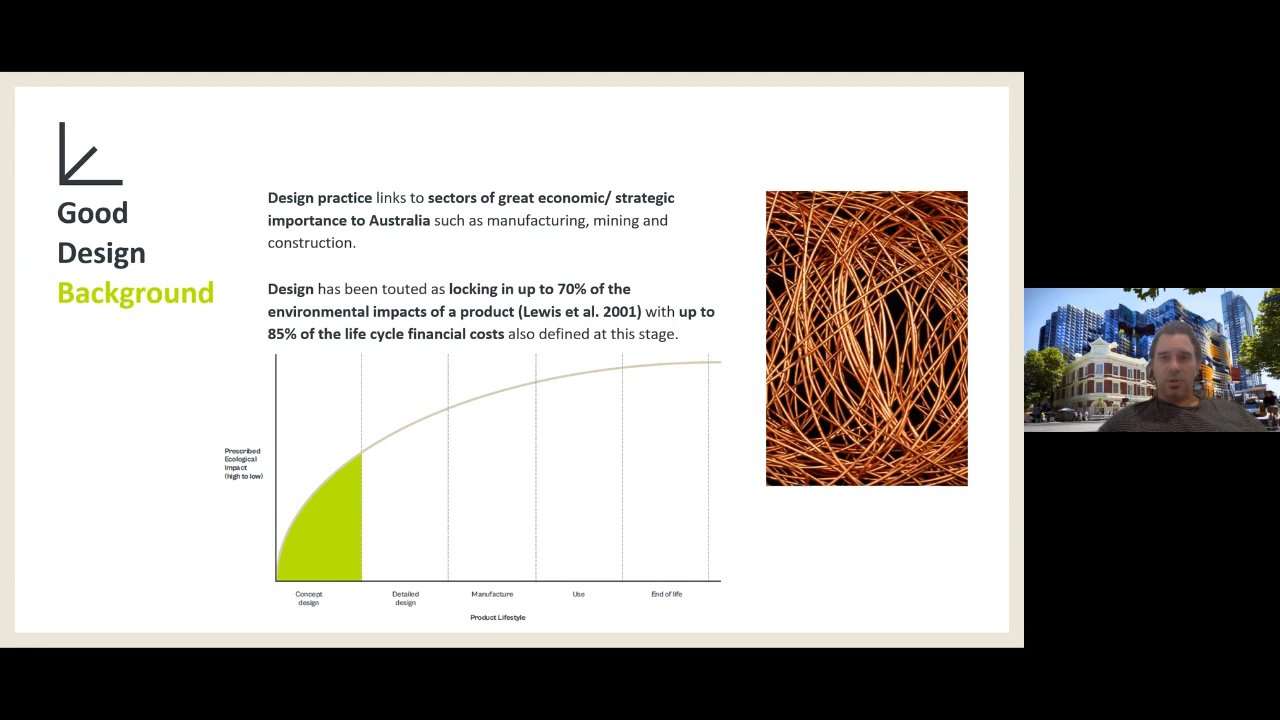 Good
Design
Background
Design practice links to sectors of great economic/ strategic
importance to Australia such as manufacturing, mining and
construction.
Design has been touted as locking in up to 70% of the
environmental impacts of a product (Lewis et al. 2001) with up to
85% of the life cycle financial costs also defined at this stage.
Prescribed
Ecological
Impact
(high to low)
Concept
design
Detailed
design
Manufacture
Use
End of life
Product Lifestyle